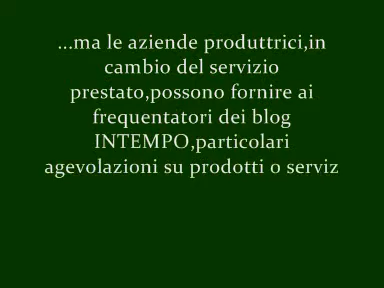 ...ma le aziende produttrici,in
cambio del servizio
prestato,possono fornire ai
frequentatori dei blog
INTEMPO,particolari
agevolazioni su prodotti o serviz